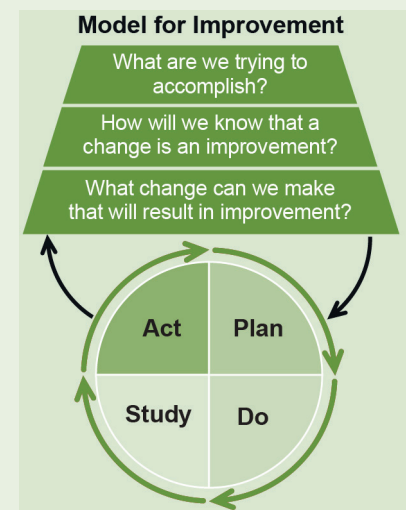 Model for Improvement
What are we trying to
accomplish?
How will we know that a
change is an improvement?
What change can we make
that will result in improvement?
Act
Plan
Study
Do